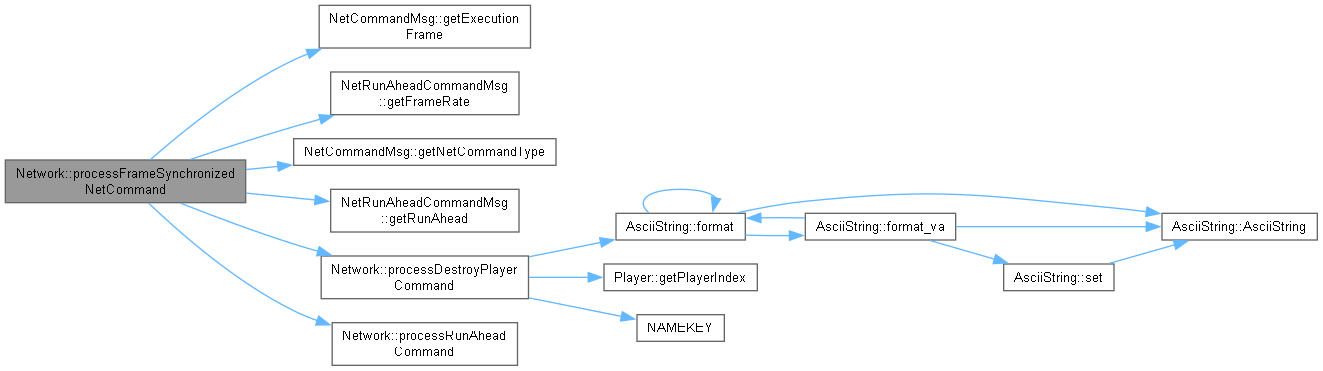 NetCommandMsg::getExecution
Frame
NetRunAheadCommandMsg
::getFrameRate
NetCommandMsg::getNetCommandType
Network::processFrameSynchronized
NetCommand
NetRunAheadCommandMsg
::getRunAhead
AsciiString::format
AsciiString::format_va
AsciiString::AsciiString
Network::processDestroyPlayer
Command
Player::getPlayerIndex
AsciiString::set
NAMEKEY
Network::processRunAhead
Command